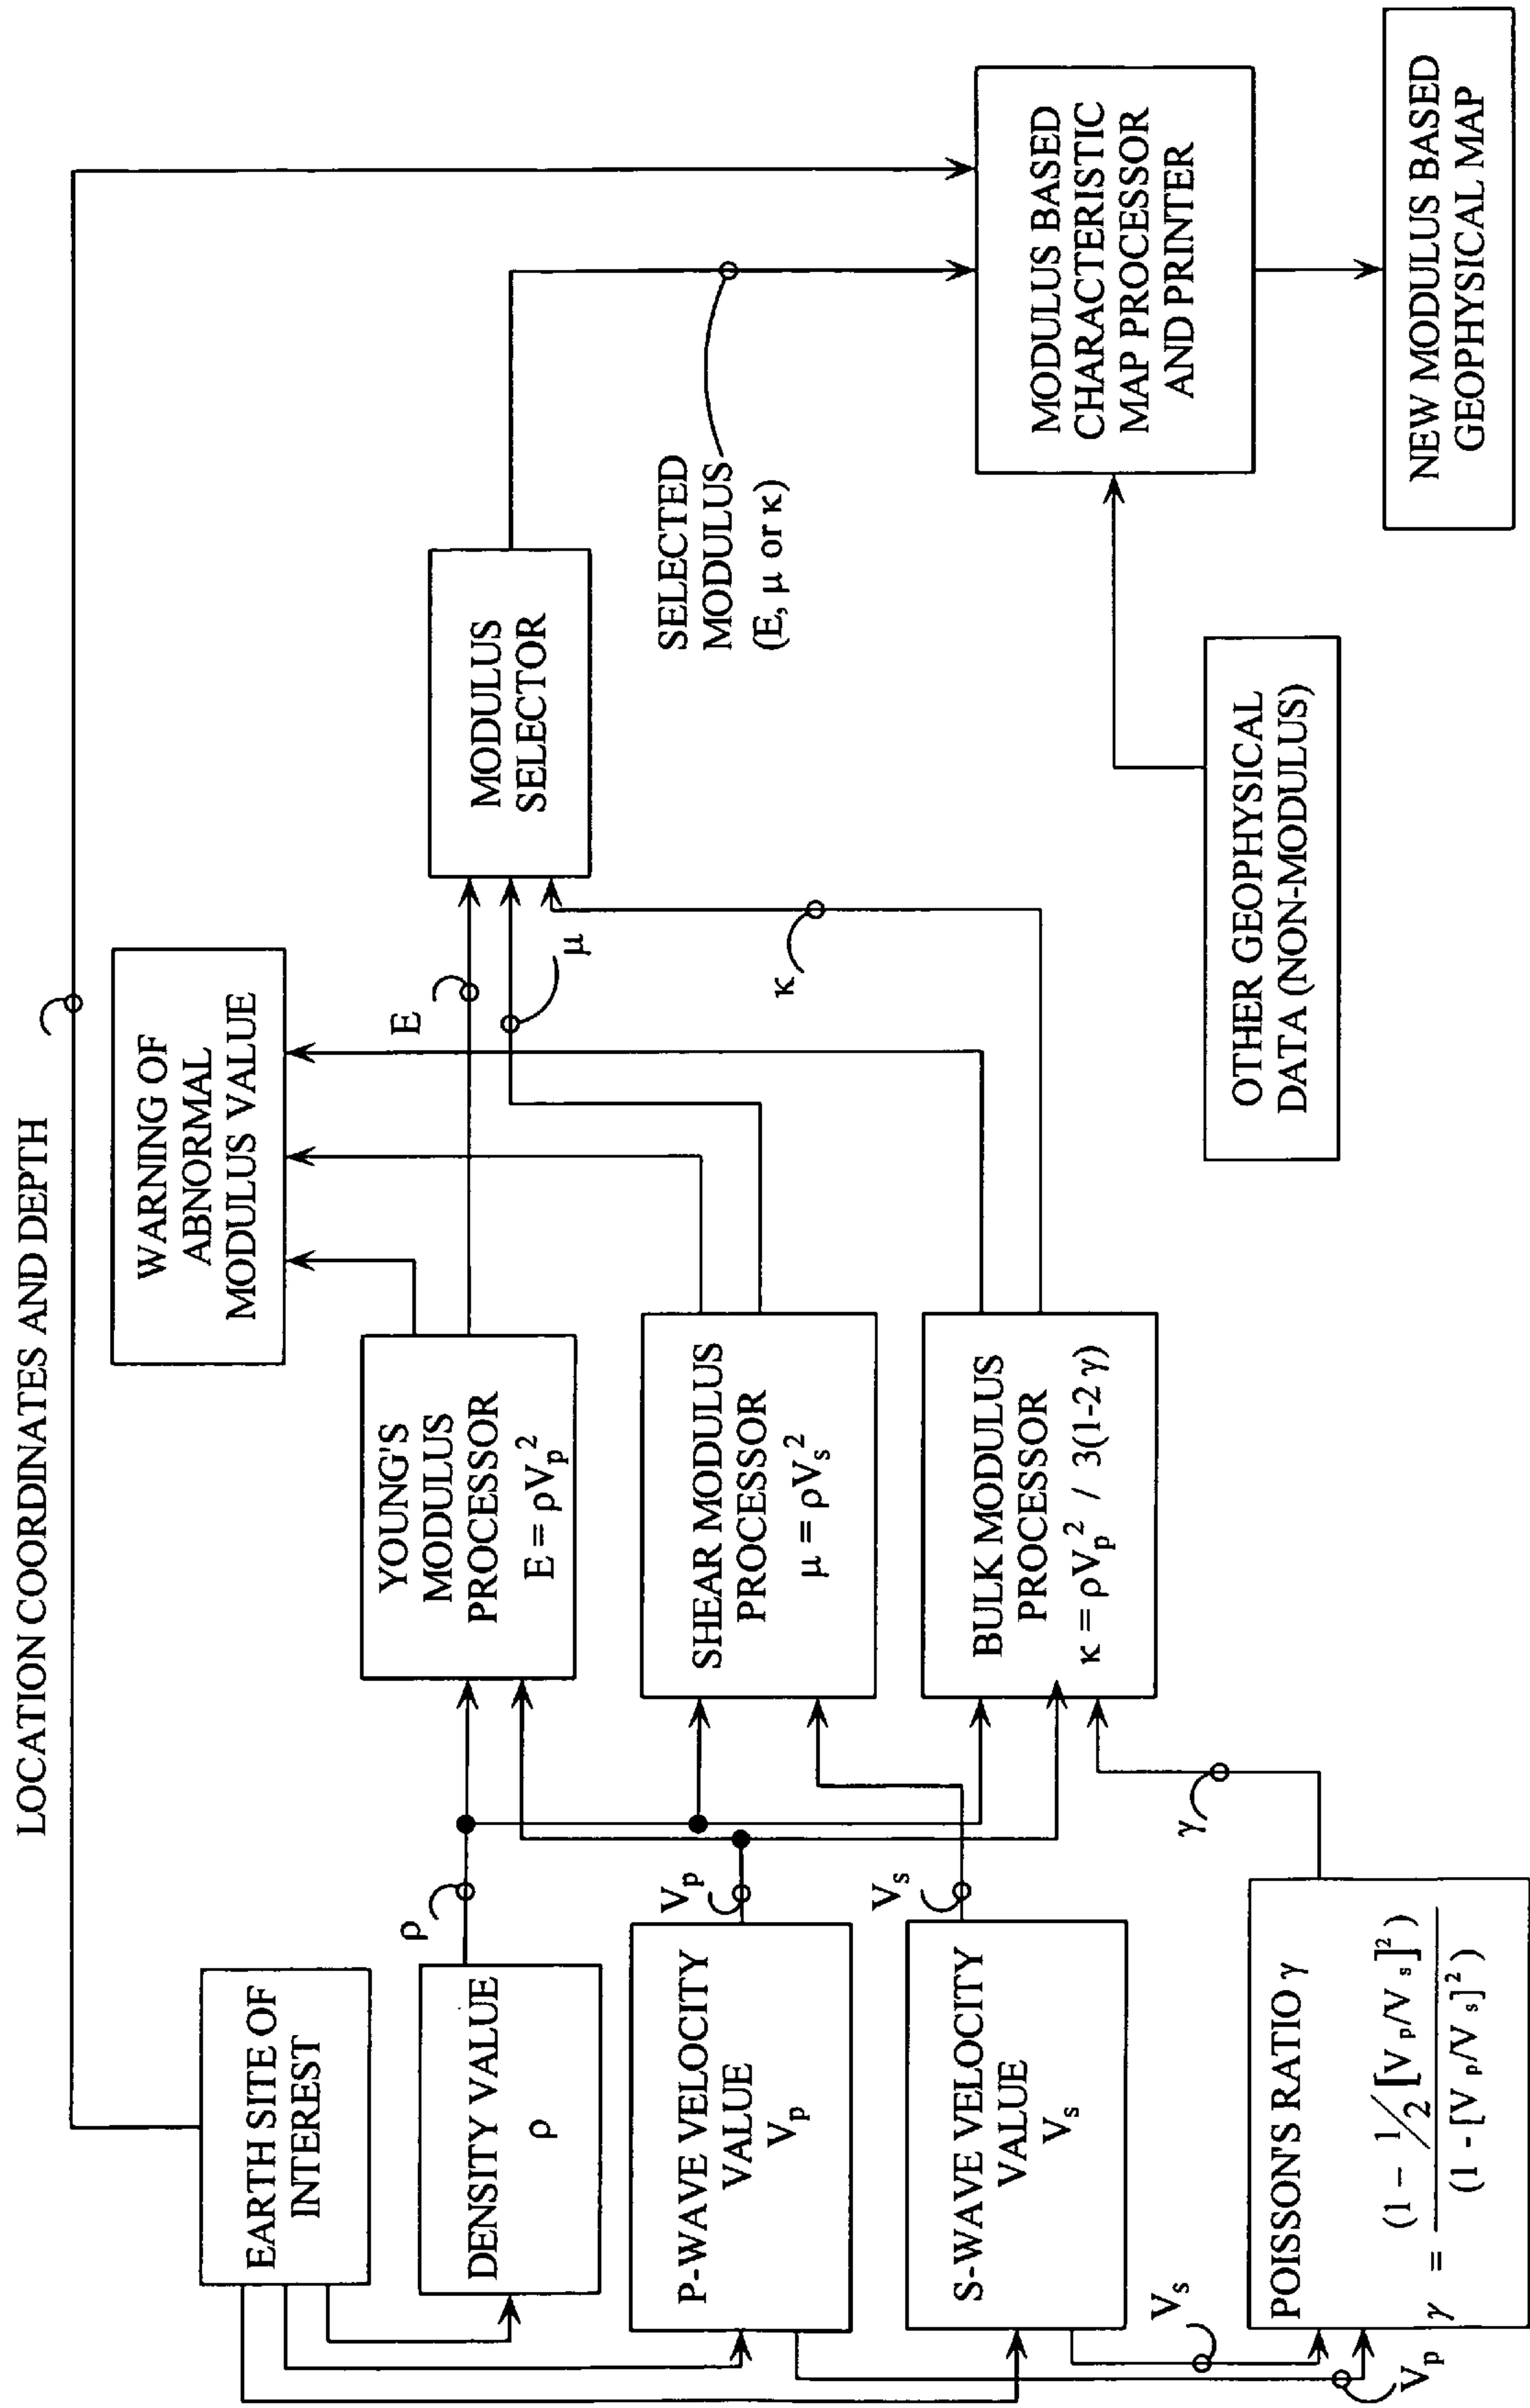 LOCATION COORDINATES AND DEPTH
EARTH SITE OF
INTEREST
DENSITY VALUE
ρ
ρ
P-WAVE VELOCITY
VALUE
Vp
Vp
S-WAVE VELOCITY
VALUE
Vs
Vs
Vs
Vp
POISSON'S RATIO γ
γ = (1 - 1/2 [Vp/Vs]²)
(1 - [Vp/Vs]²)
γ
WARNING OF
ABNORMAL
MODULUS VALUE
YOUNG'S
MODULUS
PROCESSOR
E = ρVp²
SHEAR MODULUS
PROCESSOR
μ = ρVs²
BULK MODULUS
PROCESSOR
κ = ρVp² / 3(1-2γ)
E
μ
κ
MODULUS
SELECTOR
SELECTED
MODULUS
(E, μ or κ)
OTHER GEOPHYSICAL
DATA (NON-MODULUS)
MODULUS BASED
CHARACTERISTIC
MAP PROCESSOR
AND PRINTER
NEW MODULUS BASED
GEOPHYSICAL MAP